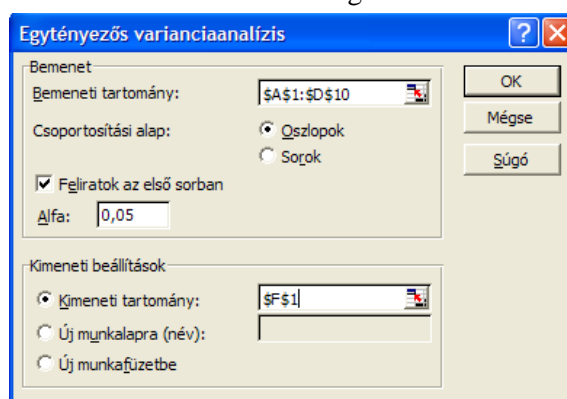 Egytényezős varianciaanalízis
Bemenet
Bemeneti tartomány: $A$1:$D$10
Csoportosítási alap: Oszlopok
Sorok
Feliratok az első sorban
Alfa: 0,05
Kimeneti beállítások
Kimeneti tartomány: $F$1
Új munkalapra (név):
Új munkafüzetbe
OK
Mégse
Súgó